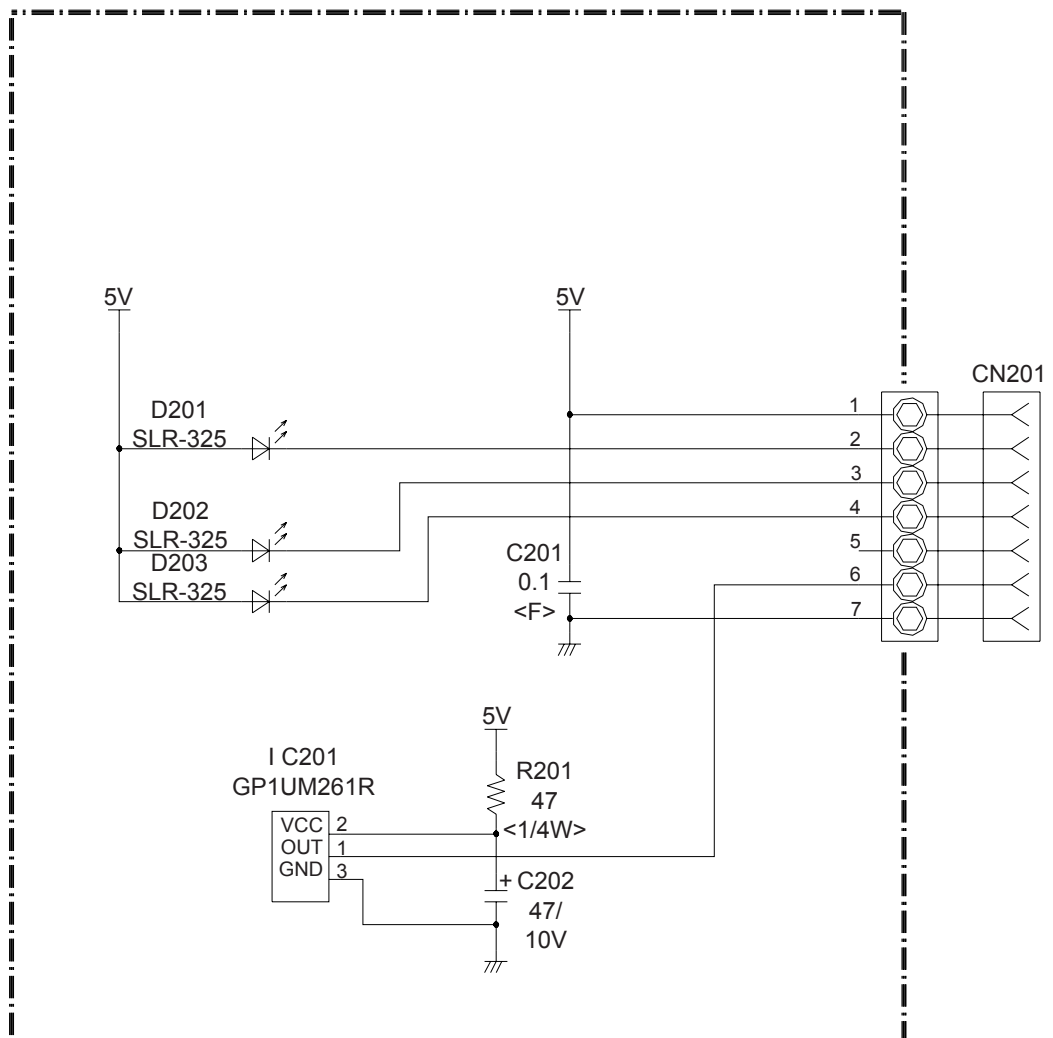 5V
5V
CN201
D201
SLR-325
1
2
3
D202
SLR-325
4
D203
SLR-325
C201
0.1
<F>
5
6
7
5V
I C201
GP1UM261R
R201
47
<1/4W>
VCC 2
OUT 1
GND 3
+ C202
47/
10V